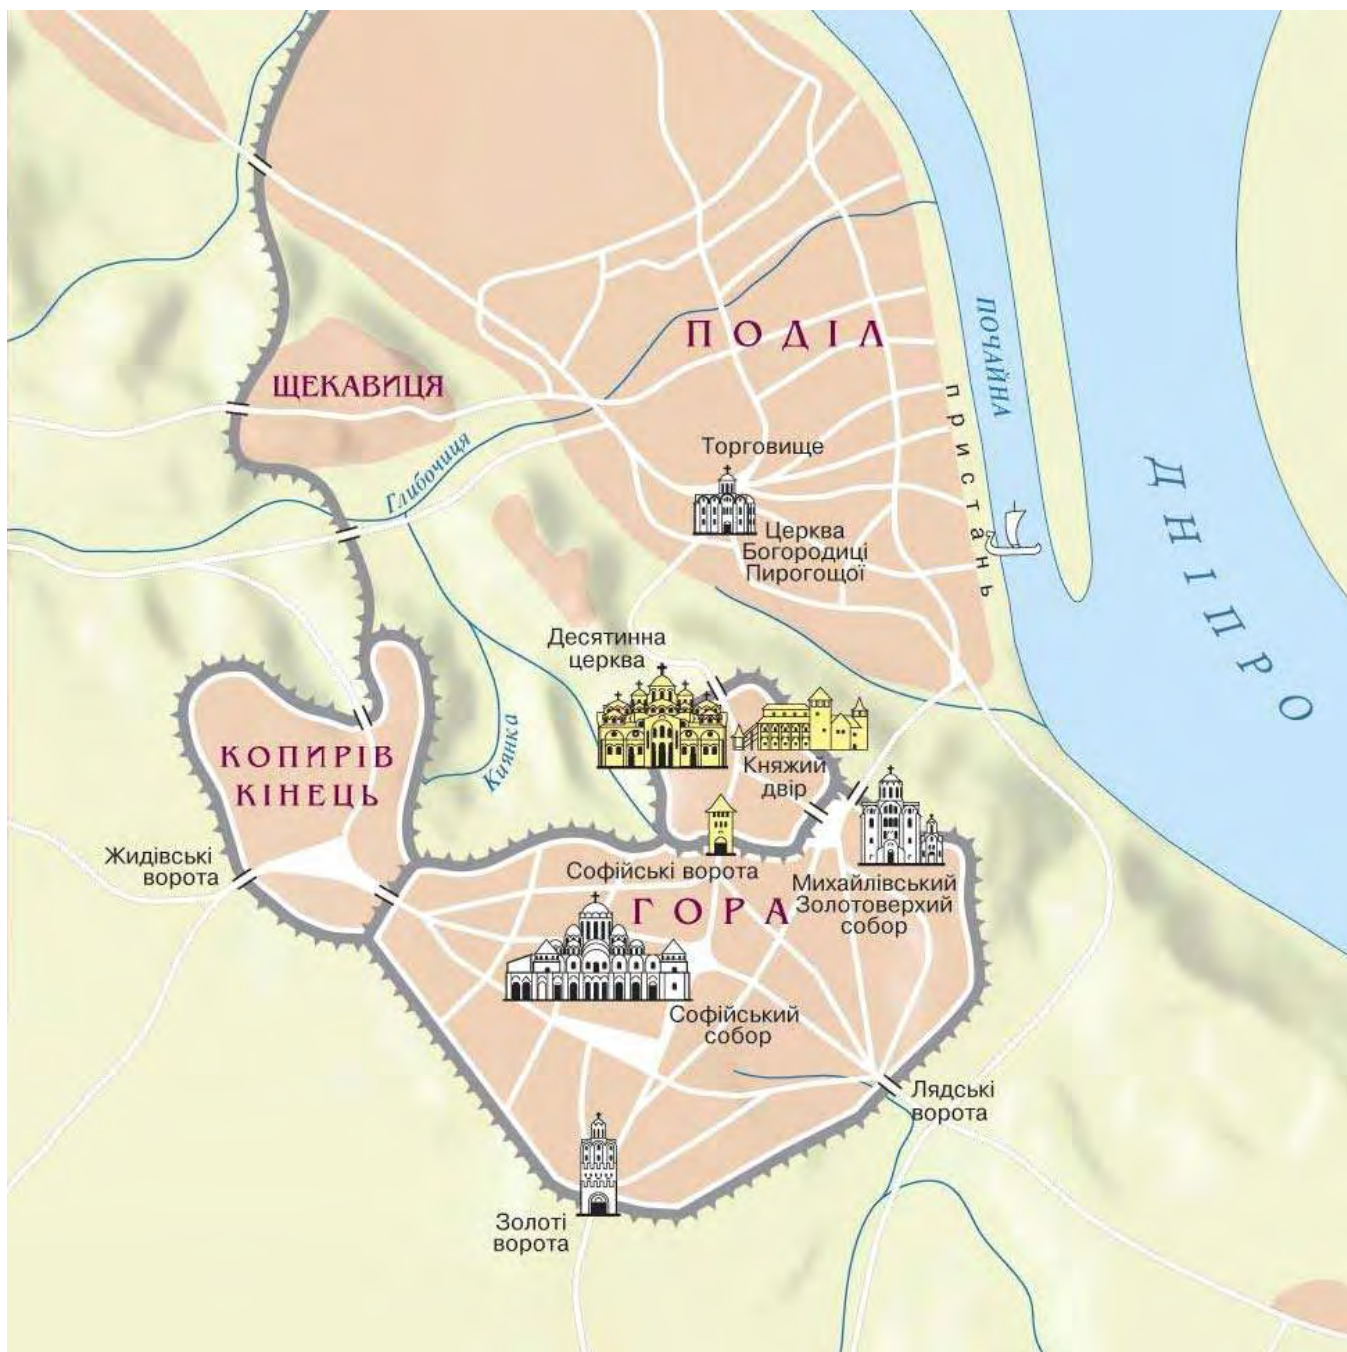 ПОДІЛ
ПОЧАЙНА
ЩЕКАВИЦЯ
пристань
Торговище
Глибочиця
ДНІПРО
Церква
Богородиці
Пирогощої
Десятинна
церква
Киянка
КОПИРІВ
КІНЕЦЬ
Княжий
двір
Жидівські
ворота
Софійські ворота
Михайлівський
Золотоверхий
собор
ГОРА
Софійський
собор
Лядські
ворота
Золоті
ворота